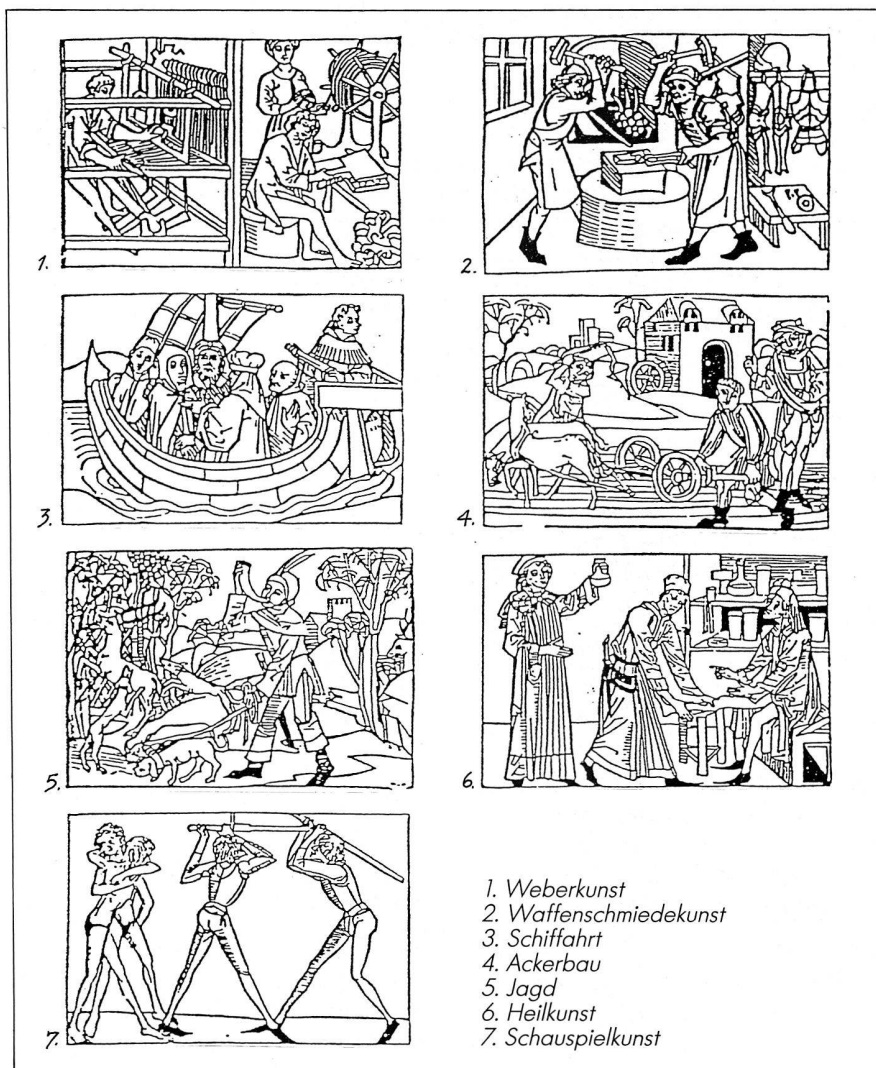 1.
2.
3.
4.
5.
6.
7.
1. Weberkunst
2. Waffenschmiedekunst
3. Schiffahrt
4. Ackerbau
5. Jagd
6. Heilkunst
7. Schauspielkunst